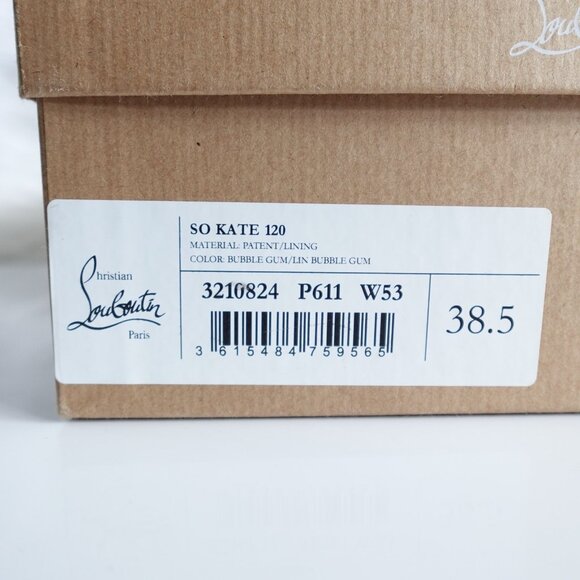 Lou
SO KATE 120
MATERIAL: PATENT/LINING
COLOR: BUBBLE GUM/LIN BUBBLE GUM
Christian
Louboutin
Paris
3210824 P611 W53
3 615484 759565
38.5